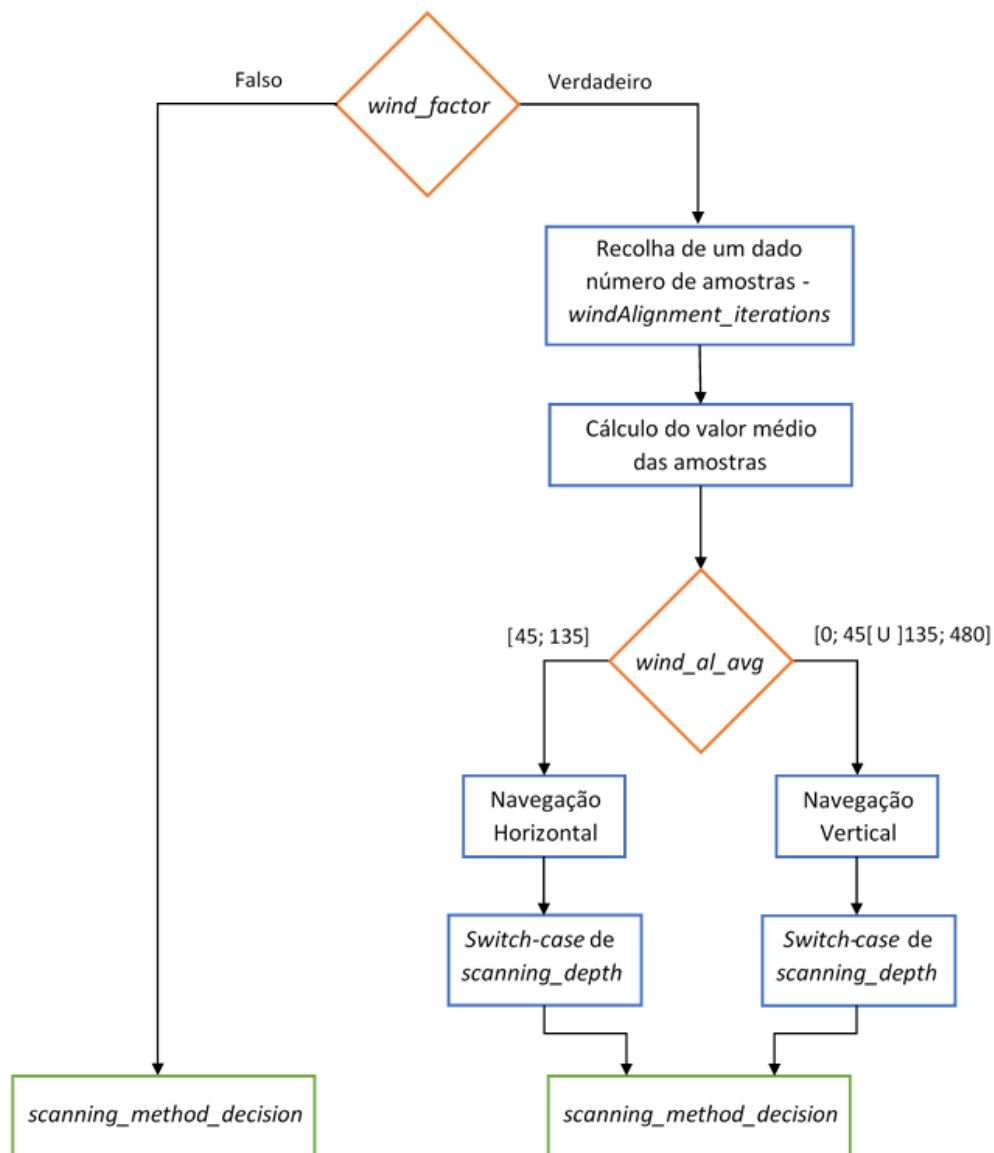 Falso
Verdadeiro
wind_factor
Recolha de um dado
número de amostras -
windAlignment_iterations
Cálculo do valor médio
das amostras
[45; 135]
[0; 45[ U ]135; 480]
wind_al_avg
Navegação
Horizontal
Navegação
Vertical
Switch-case de
scanning_depth
Switch-case de
scanning_depth
scanning_method_decision
scanning_method_decision